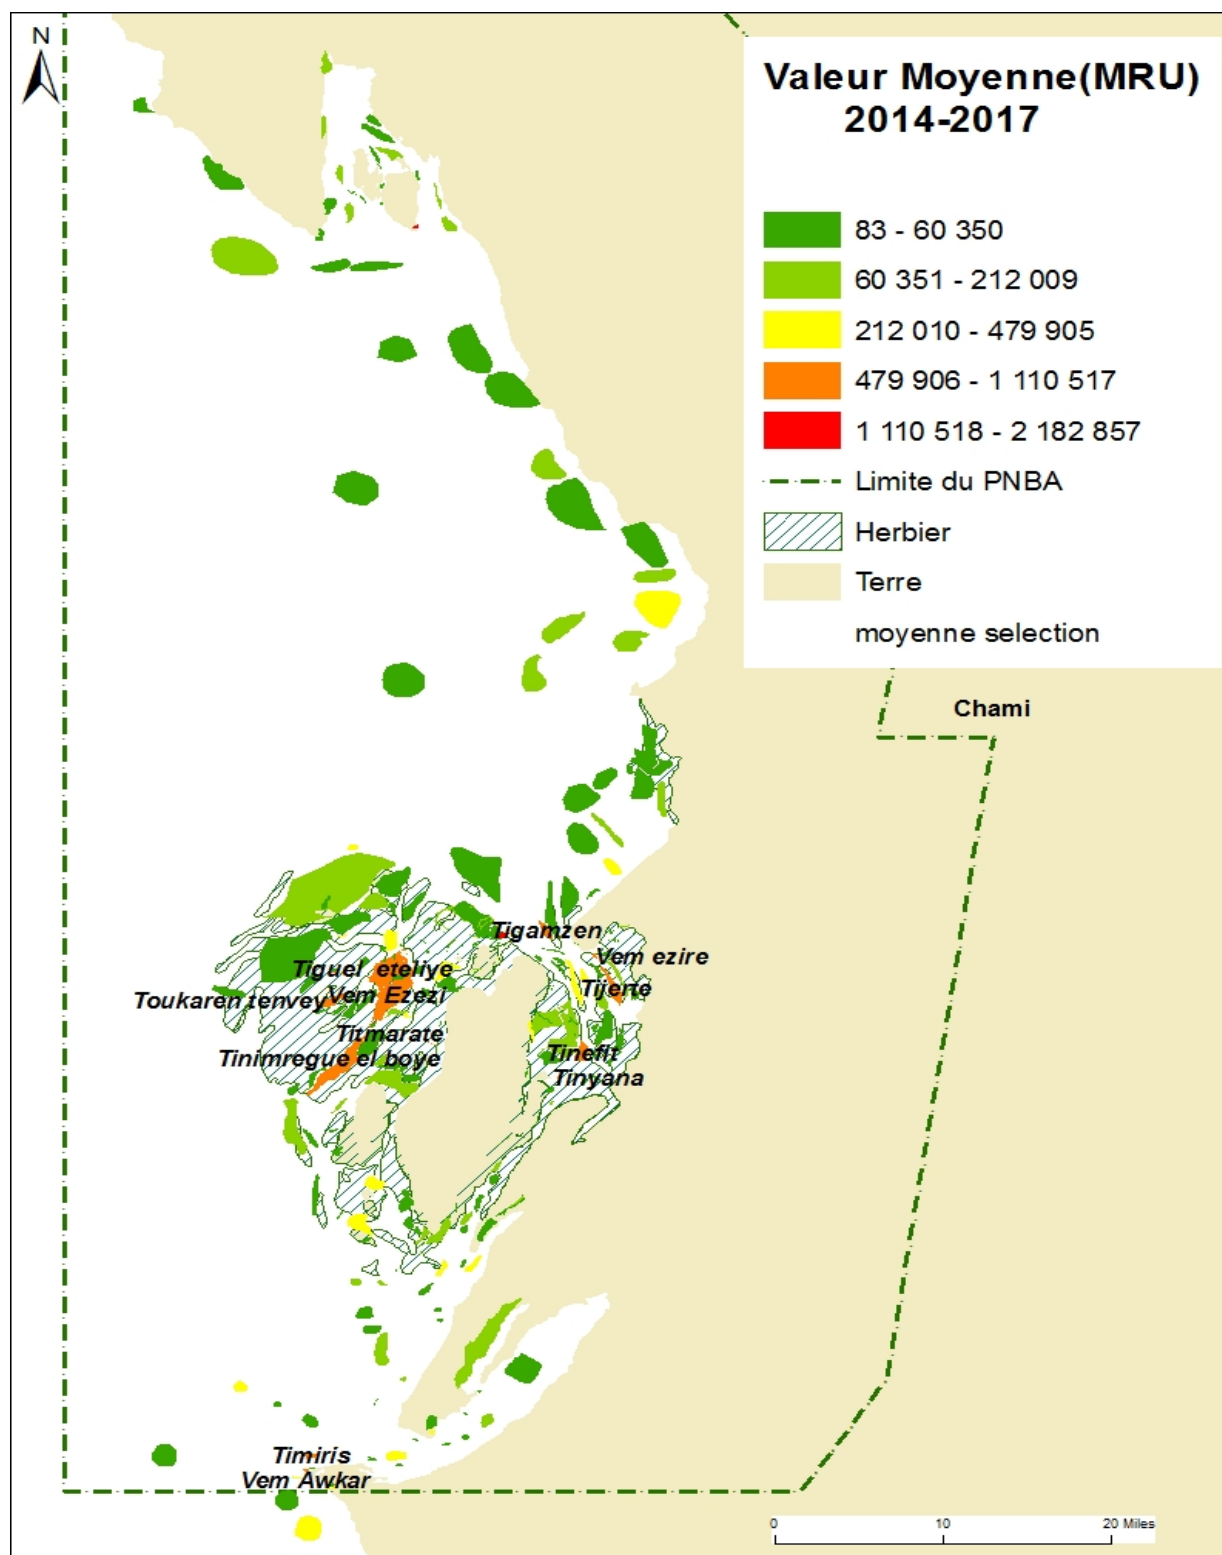 N
Valeur Moyenne(MRU)
2014-2017
83 - 60 350
60 351 - 212 009
212 010 - 479 905
479 906 - 1 110 517
1 110 518 - 2 182 857
Limite du PNBA
Herbier
Terre
moyenne selection
Chami
Tigamzen
Vem ezire
Tiguel eteliye
Tijerte
Toukaren tenvey
Vem Ezezi
Titmarate
Tinimregue el boye
Tinefit
Tinyana
Timiris
Vem Awkar
0 10 20 Miles